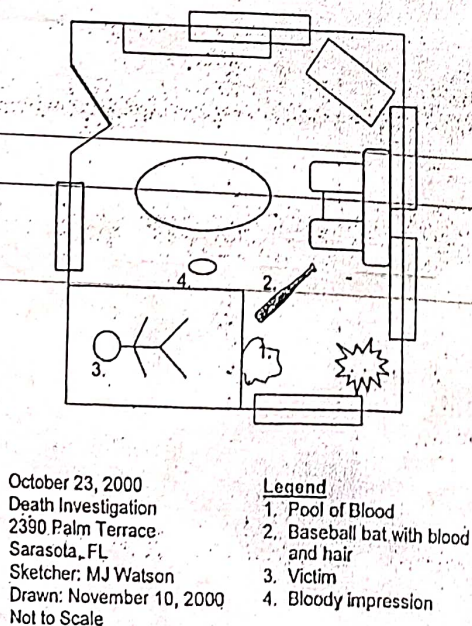 4.
2.
1.
3.
October 23, 2000
Death Investigation
2390 Palm Terrace
Sarasota, FL
Sketcher: MJ Watson
Drawn: November 10, 2000
Not to Scale
Legend
1. Pool of Blood
2. Baseball bat with blood
and hair
3. Victim
4. Bloody impression